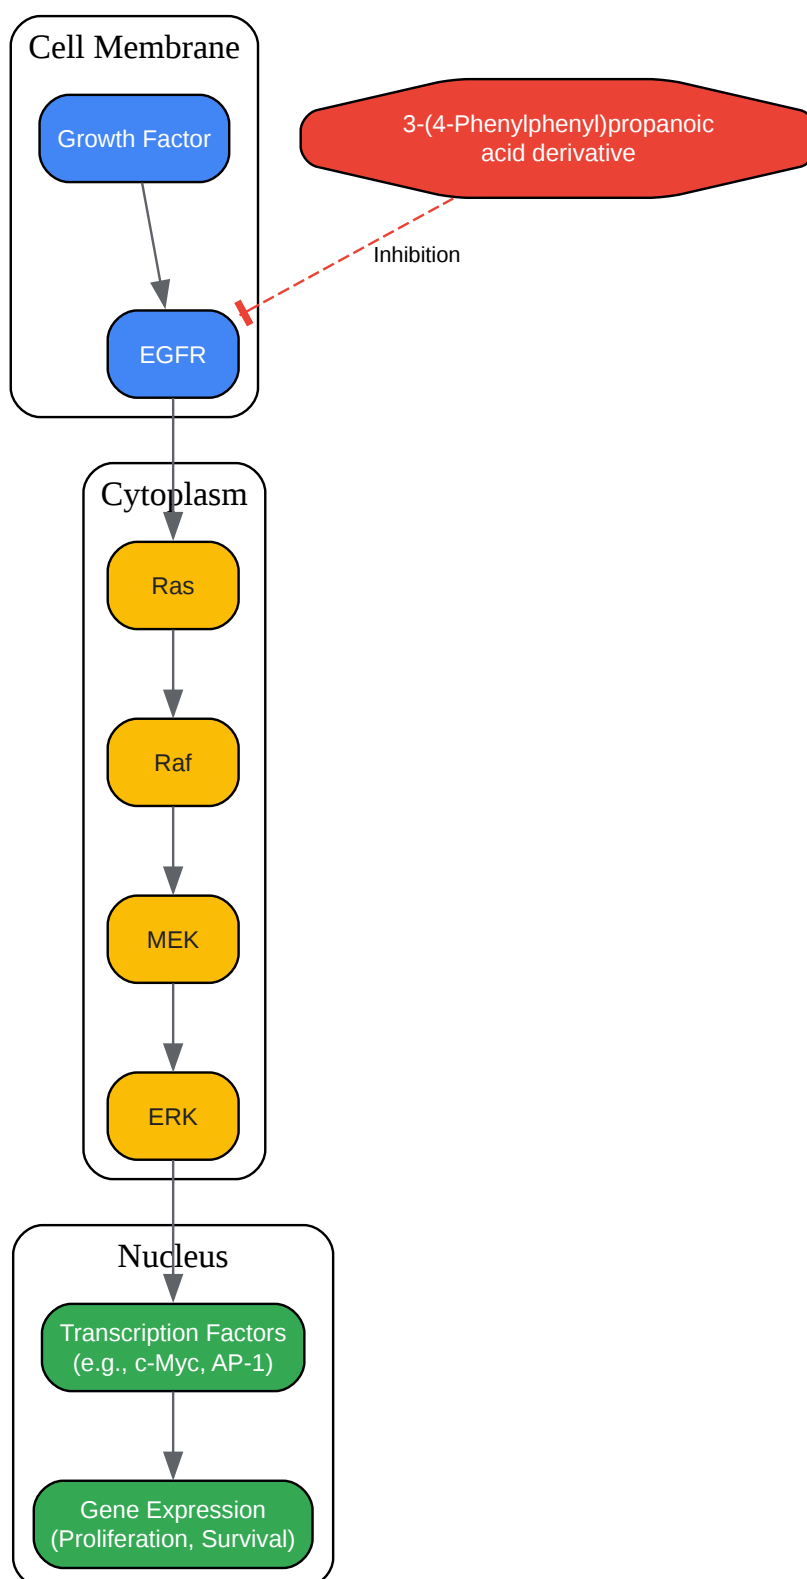 Cell Membrane
Growth Factor
3-(4-Phenylphenyl)propanoic
acid derivative
Inhibition
EGFR
Cytoplasm
Ras
Raf
MEK
ERK
Nucleus
Transcription Factors
(e.g., c-Myc, AP-1)
Gene Expression
(Proliferation, Survival)